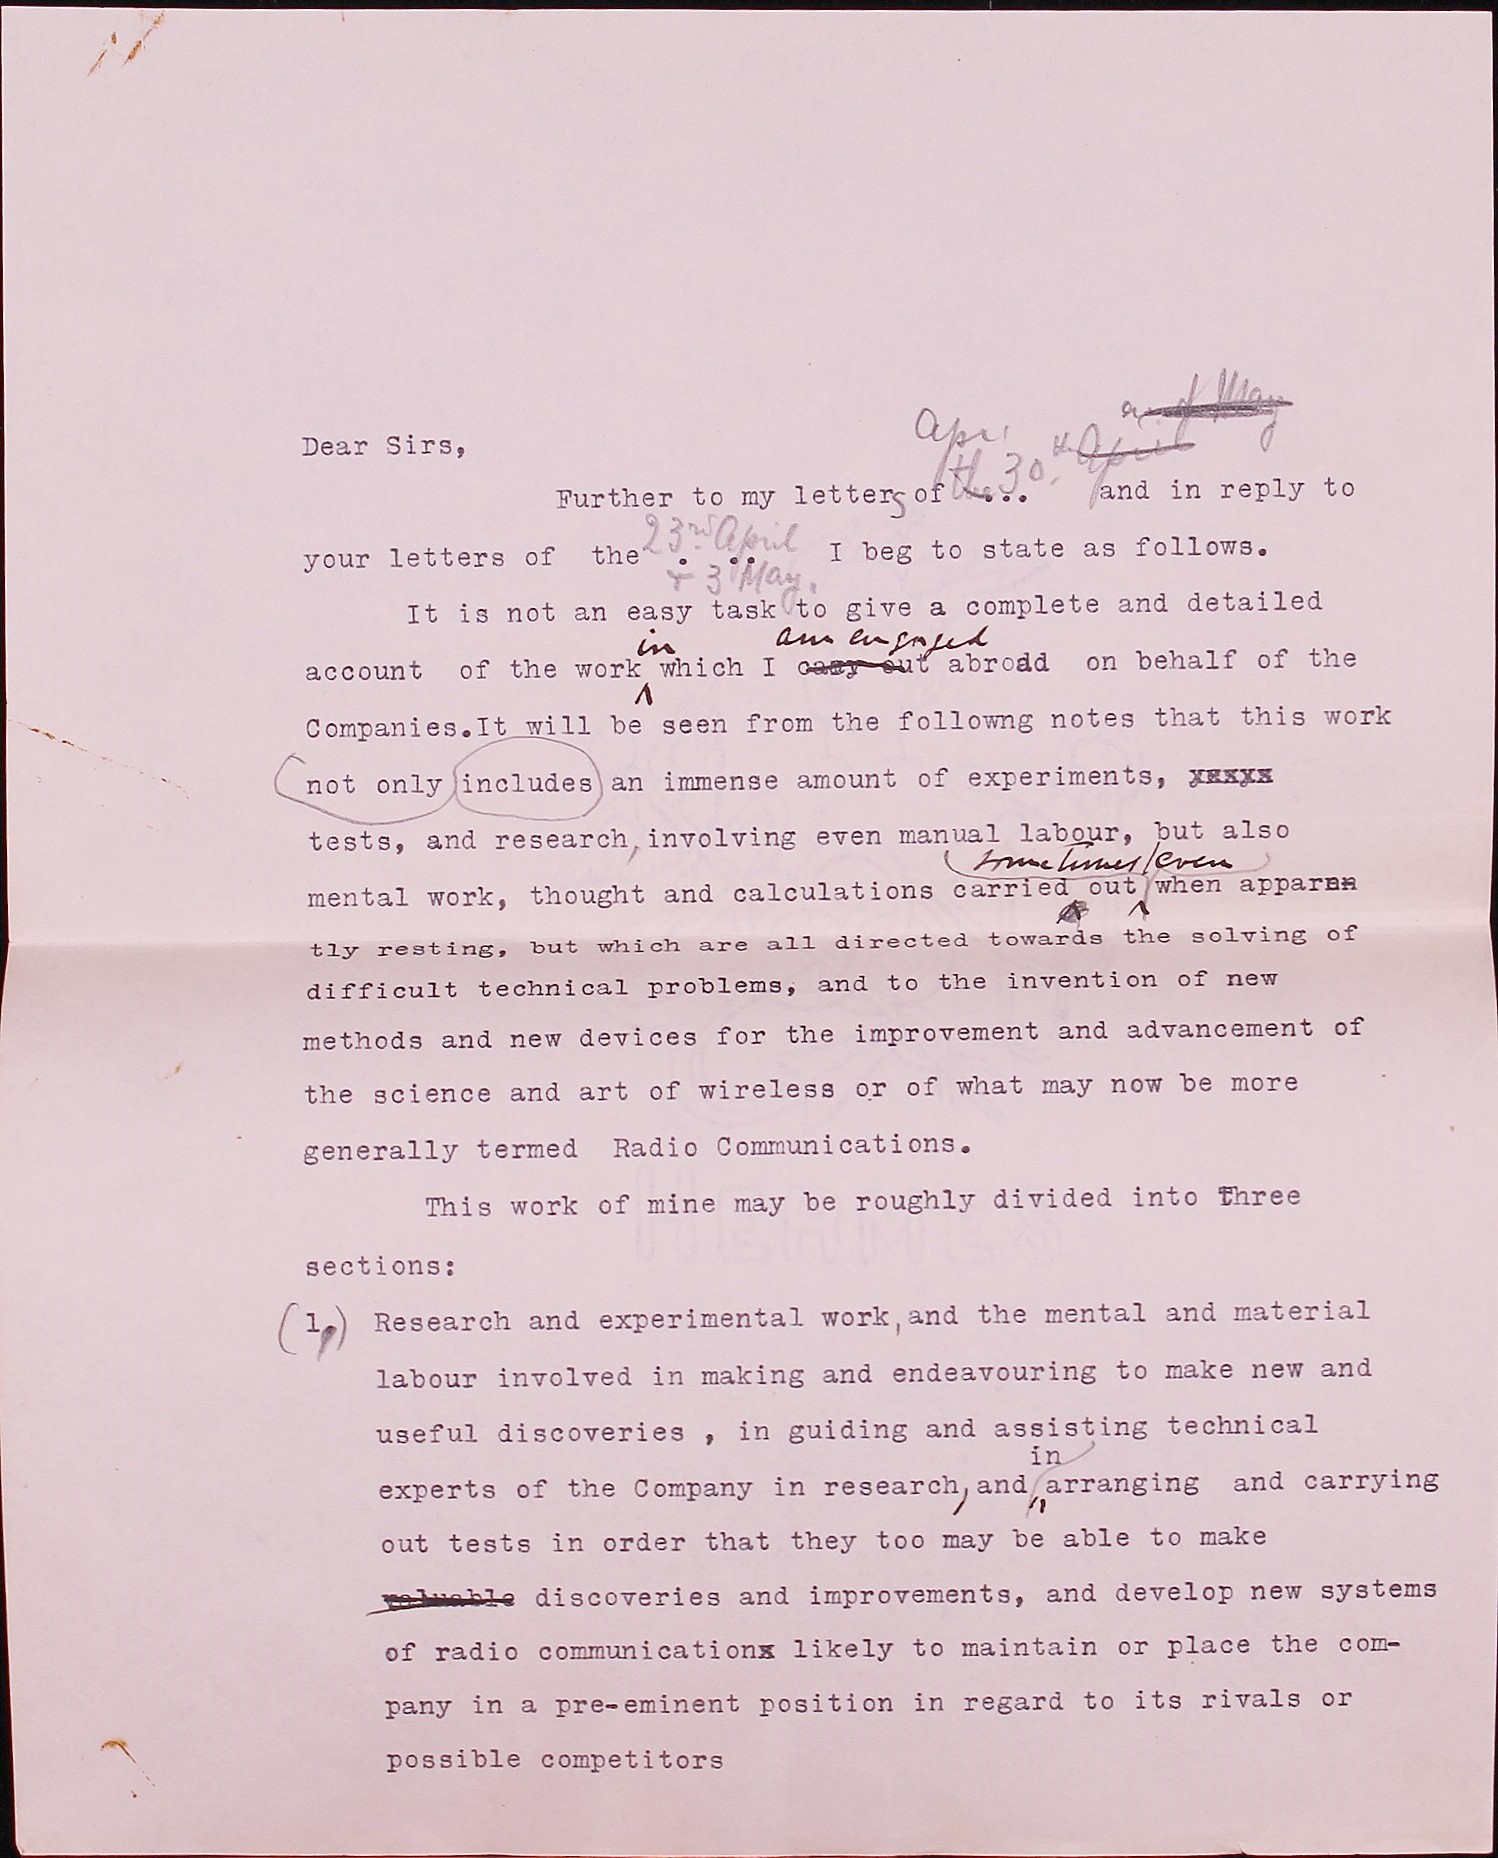 of May
Apri April
Dear Sirs,
the 30th
Further to my letters of ... and in reply to
23rd April
your letters of the . .. I beg to state as follows.
+ 3 May.
It is not an easy task to give a complete and detailed
in am engaged
account of the work which I cary out abroad on behalf of the
Companies.It will be seen from the followng notes that this work
not only includes an immense amount of experiments, xxxxx
tests, and research, involving even manual labour, but also
sometimes/even
mental work, thought and calculations carried out when apparen
tly resting, but which are all directed towards the solving of
difficult technical problems, and to the invention of new
methods and new devices for the improvement and advancement of
the science and art of wireless or of what may now be more
generally termed Radio Communications.
This work of mine may be roughly divided into three
sections:
(1,) Research and experimental work, and the mental and material
labour involved in making and endeavouring to make new and
useful discoveries , in guiding and assisting technical
in
experts of the Company in research, and arranging and carrying
out tests in order that they too may be able to make
valuable discoveries and improvements, and develop new systems
of radio communicationx likely to maintain or place the com-
pany in a pre-eminent position in regard to its rivals or
possible competitors